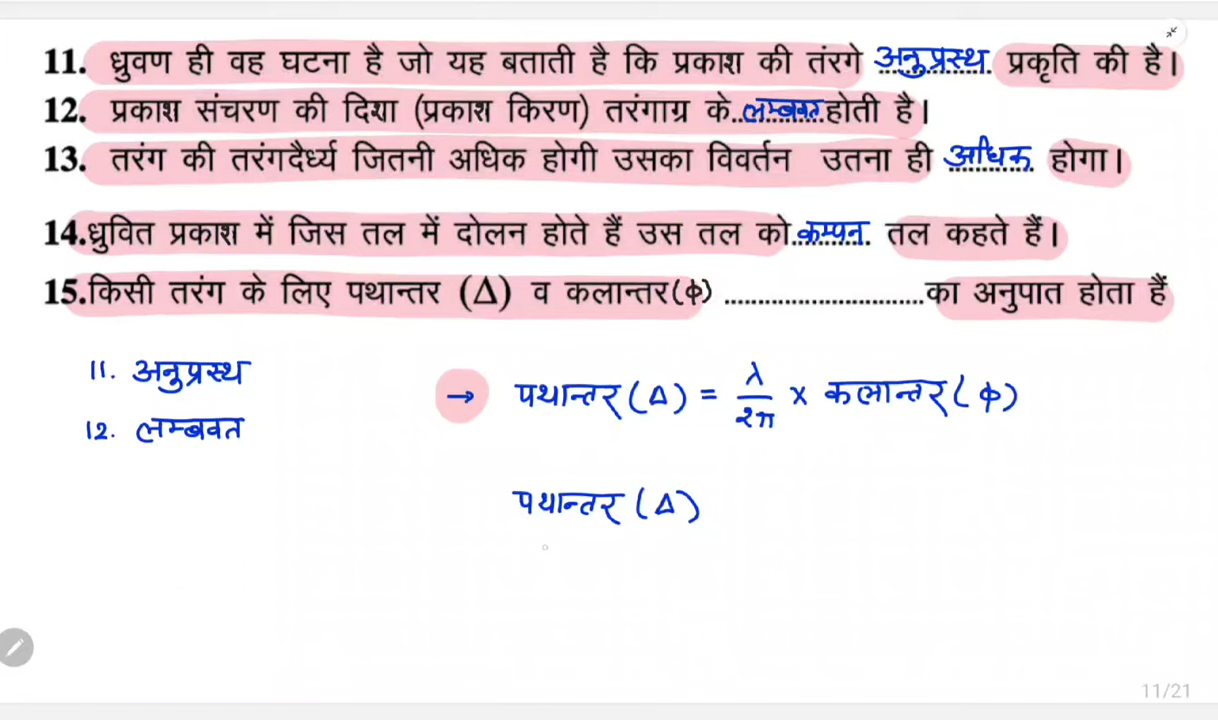 11. ध्रुवण ही वह घटना है जो यह बताती है कि प्रकाश की तंरगे अनुप्रस्थ प्रकृति की है।
12. प्रकाश संचरण की दिशा (प्रकाश किरण) तरंगाग्र के..लम्बवत..होती है।
13. तरंग की तरंगदैर्ध्य जितनी अधिक होगी उसका विवर्तन उतना ही अधिक होगा।
14.ध्रुवित प्रकाश में जिस तल में दोलन होते हैं उस तल को..कम्पन.. तल कहते हैं।
15.किसी तरंग के लिए पथान्तर (Δ) व कलान्तर(ϕ) .............................का अनुपात होता हैं
11. अनुप्रस्थ
→ पथान्तर (Δ) = λ/2π × कलान्तर (ϕ)
12. लम्बवत
पथान्तर (Δ)
11/21